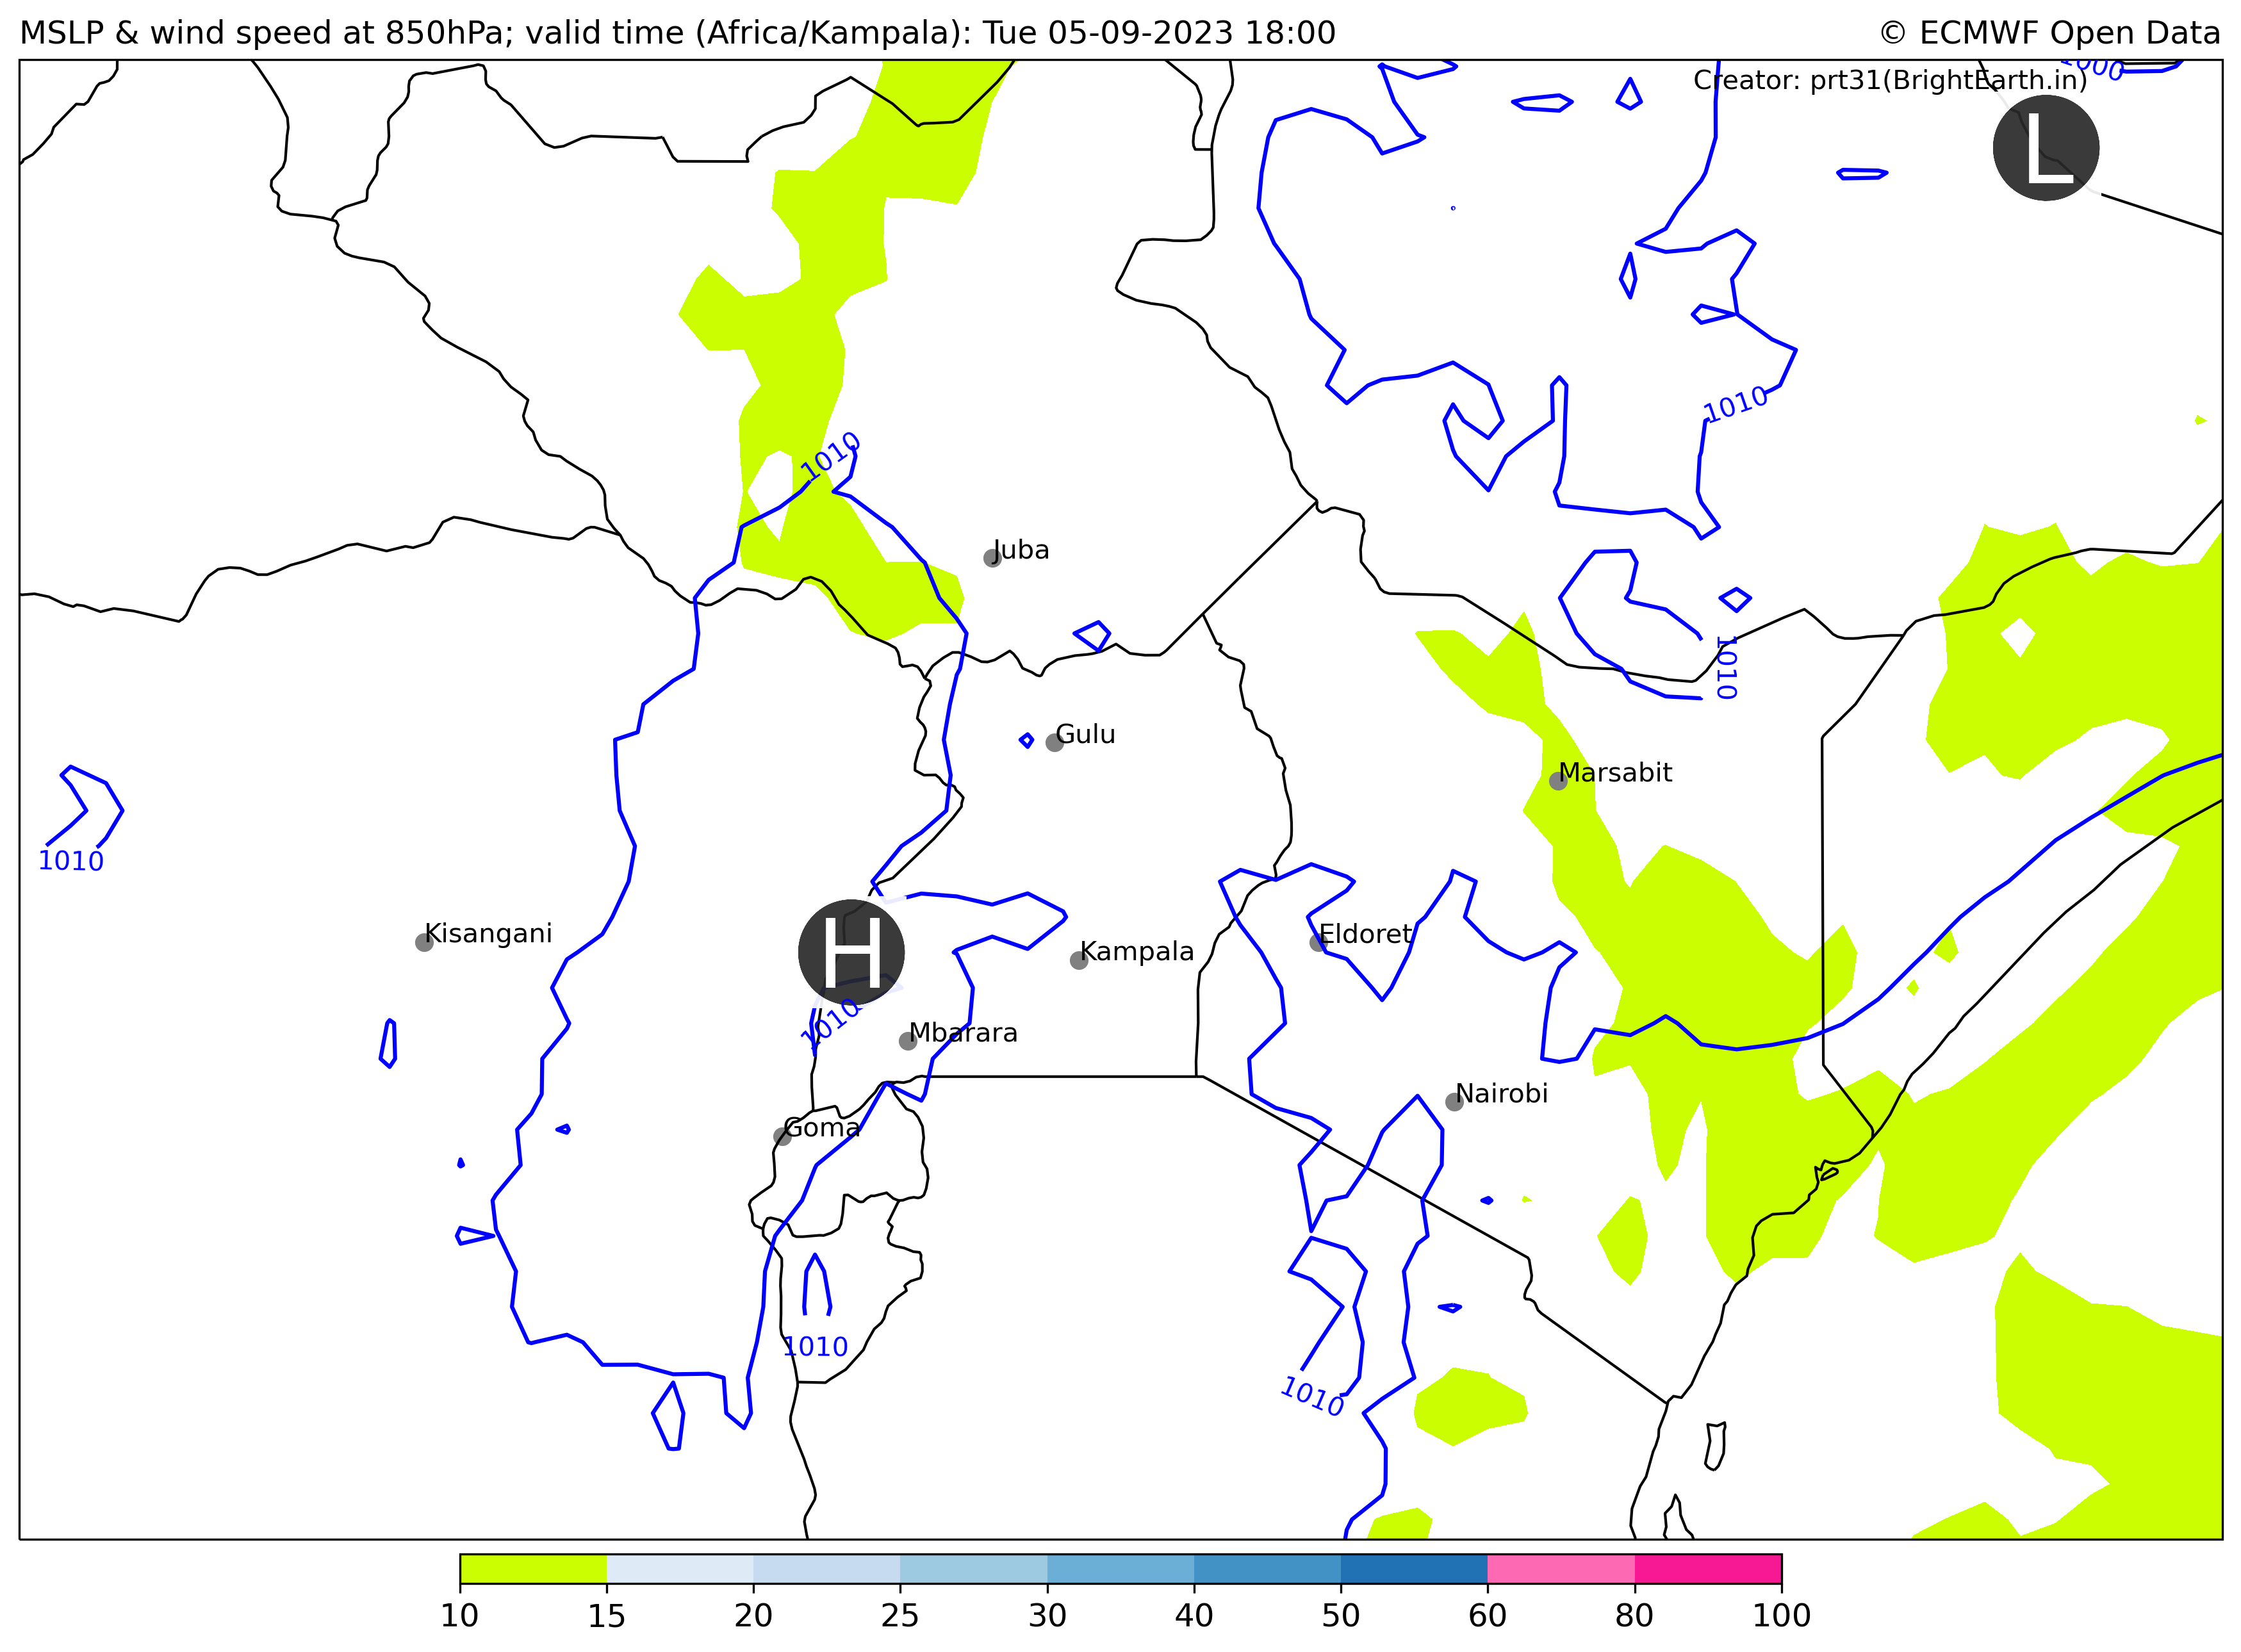 MSLP & wind speed at 850hPa; valid time (Africa/Kampala): Tue 05-09-2023 18:00
© ECMWF Open Data
1000
Creator: prt31(BrightEarth.in)
L
1010
1010
Juba
1010
Gulu
Marsabit
1010
Kisangani
H
Kampala
Eldoret
1010
Mbarara
Nairobi
Goma
1010
1010
10 15 20 25 30 40 50 60 80 100